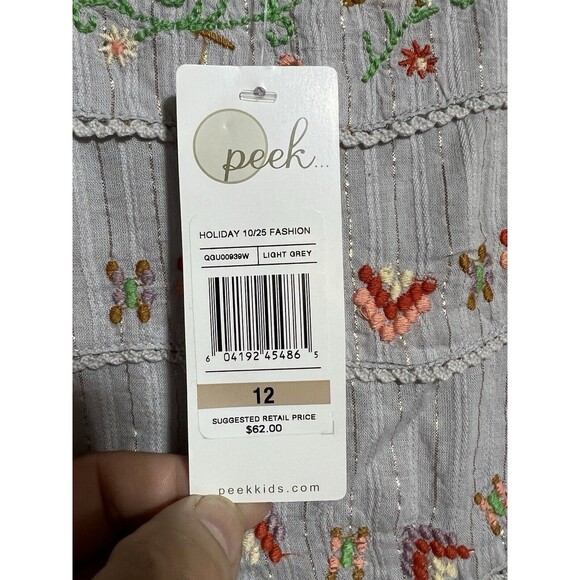 peek...
HOLIDAY 10/25 FASHION
QGU00939W LIGHT GREY
6 04192 45486 5
12
SUGGESTED RETAIL PRICE
$62.00
peekkids.com